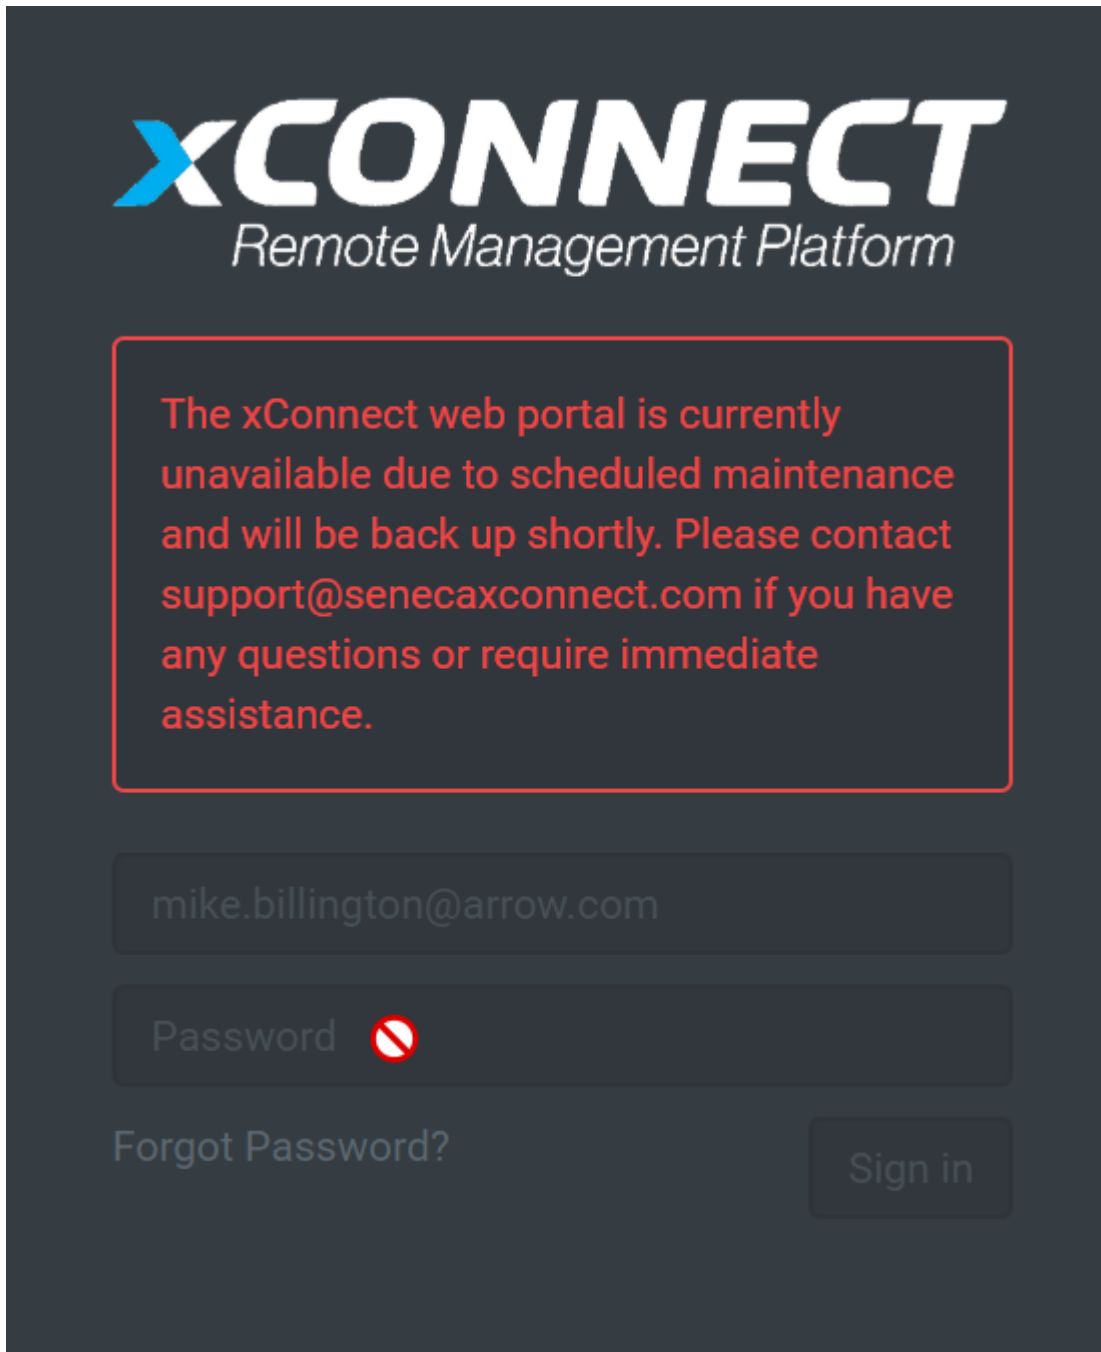 xCONNECT
Remote Management Platform
The xConnect web portal is currently
unavailable due to scheduled maintenance
and will be back up shortly. Please contact
support@senecaxconnect.com if you have
any questions or require immediate
assistance.
mike.billington@arrow.com
Password
Forgot Password?
Sign in